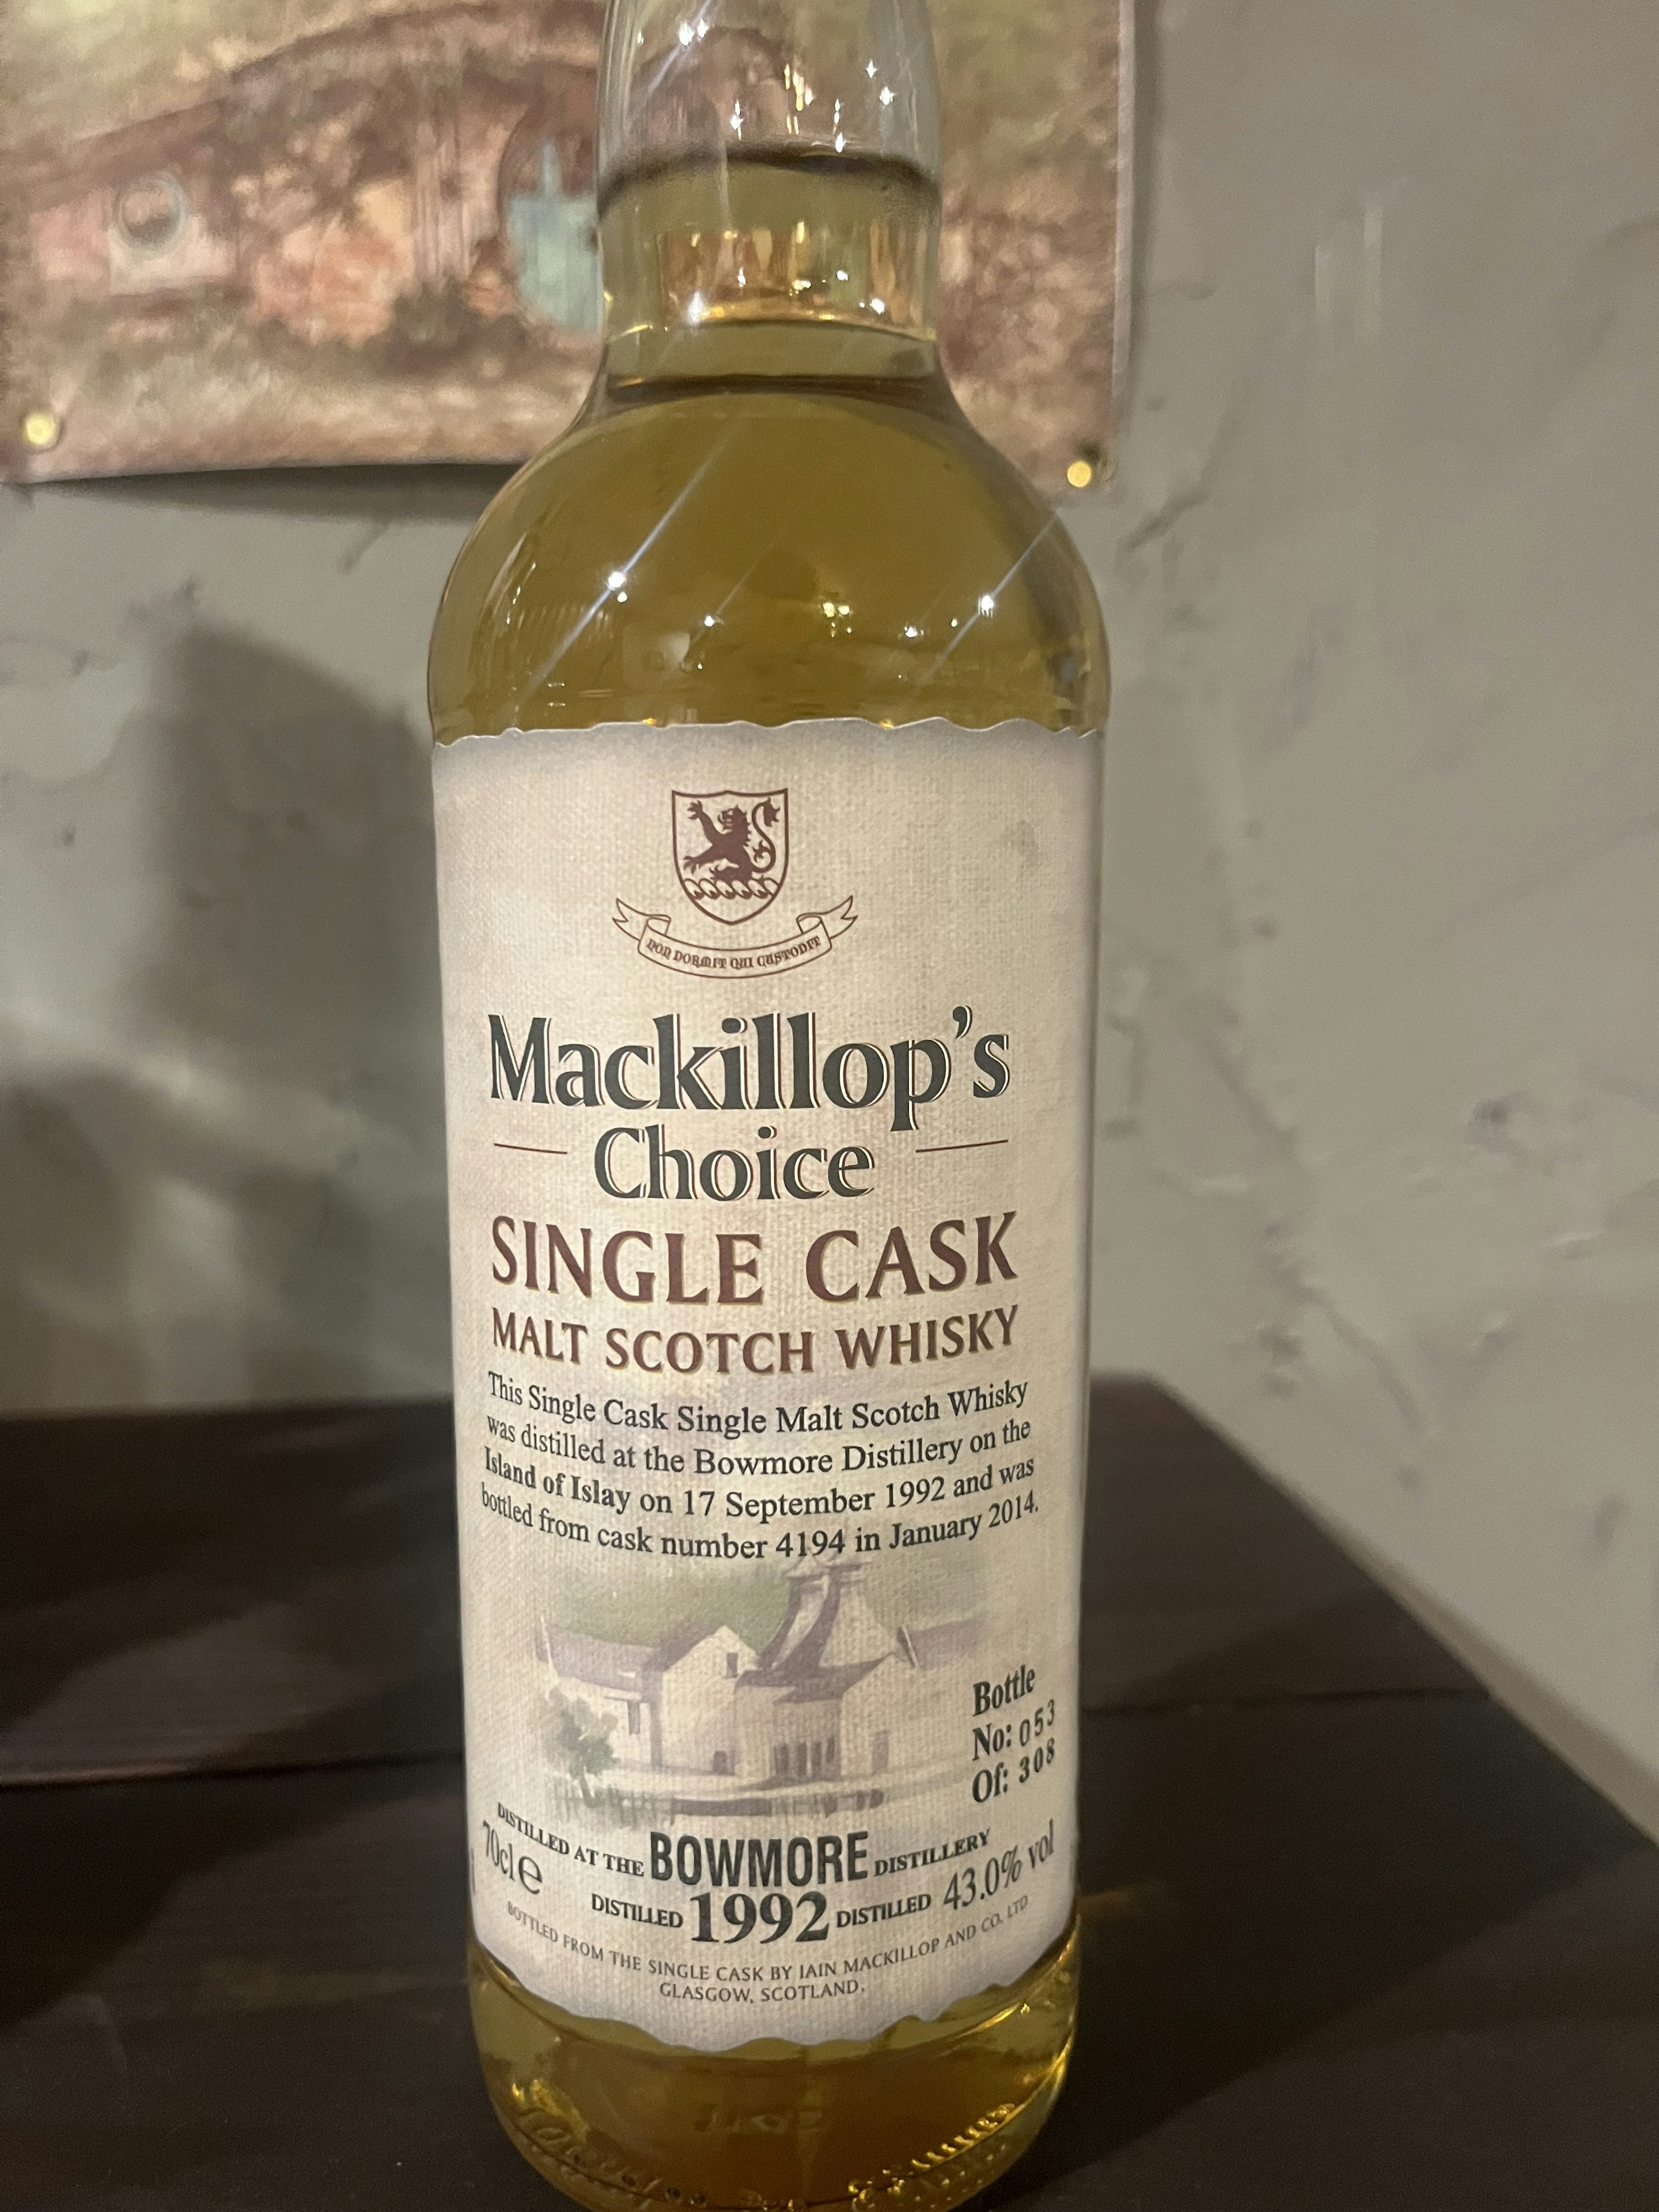 NON DORMIT QUI CUSTODIT
Mackillop's
Choice
SINGLE CASK
MALT SCOTCH WHISKY
This Single Cask Single Malt Scotch Whisky
was distilled at the Bowmore Distillery on the
Island of Islay on 17 September 1992 and was
bottled from cask number 4194 in January 2014.
Bottle
No: 053
Of: 308
DISTILLED AT THE BOWMORE DISTILLERY
70cl e
DISTILLED 1992 DISTILLED 43.0% vol
BOTTLED FROM THE SINGLE CASK BY IAIN MACKILLOP AND CO. LTD
GLASGOW, SCOTLAND.